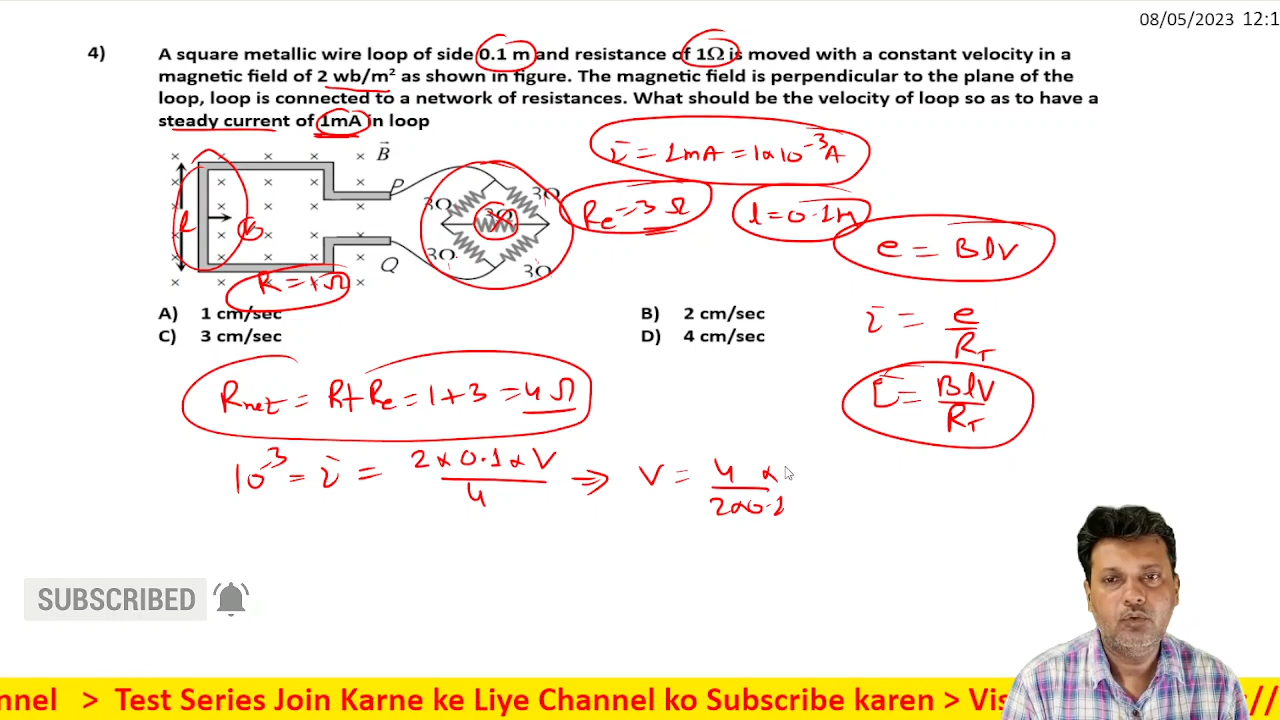 08/05/2023 12:1
4) A square metallic wire loop of side 0.1 m and resistance of 1Ω is moved with a constant velocity in a
magnetic field of 2 wb/m² as shown in figure. The magnetic field is perpendicular to the plane of the
loop, loop is connected to a network of resistances. What should be the velocity of loop so as to have a
steady current of 1mA in loop
B⃗
i = 1mA = 1×10⁻³A
P
3Ω 3Ω
3Ω
Re = 3Ω l = 0.1m
l
e = Blv
3Ω 3Ω
Q
R = 1Ω
A) 1 cm/sec B) 2 cm/sec
C) 3 cm/sec D) 4 cm/sec
i = e/R_T
Rnet = R+Re = 1+3 = 4Ω
i = Blv/R_T
10⁻³ = i = 2×0.1×V/4 ⇒ V = 4 × / 2×0.1
SUBSCRIBED
nnel > Test Series Join Karne ke Liye Channel ko Subscribe karen > Vis